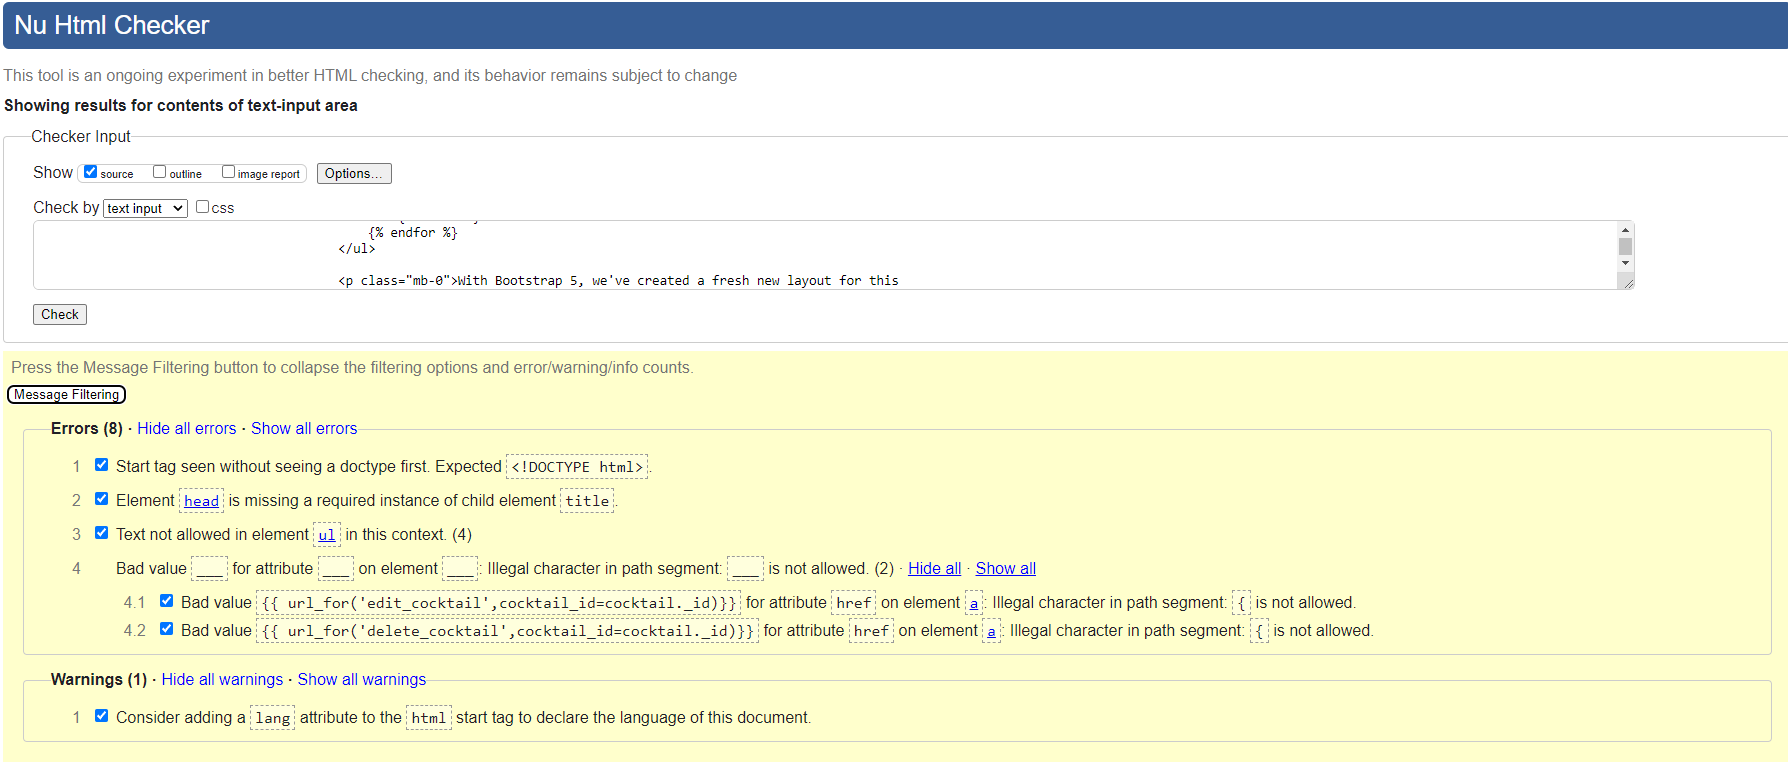 Nu Html Checker
This tool is an ongoing experiment in better HTML checking, and its behavior remains subject to change
Showing results for contents of text-input area
Checker Input
Show source outline image report Options...
Check by text input css
{% endfor %}
</ul>
<p class="mb-0">With Bootstrap 5, we've created a fresh new layout for this
Check
Press the Message Filtering button to collapse the filtering options and error/warning/info counts.
Message Filtering
Errors (8) · Hide all errors · Show all errors
1 Start tag seen without seeing a doctype first. Expected <!DOCTYPE html>.
2 Element head is missing a required instance of child element title.
3 Text not allowed in element ul in this context. (4)
4 Bad value ___ for attribute ___ on element ___: Illegal character in path segment: ___ is not allowed. (2) · Hide all · Show all
4.1 Bad value {{ url_for('edit_cocktail',cocktail_id=cocktail._id)}} for attribute href on element a: Illegal character in path segment: { is not allowed.
4.2 Bad value {{ url_for('delete_cocktail',cocktail_id=cocktail._id)}} for attribute href on element a: Illegal character in path segment: { is not allowed.
Warnings (1) · Hide all warnings · Show all warnings
1 Consider adding a lang attribute to the html start tag to declare the language of this document.